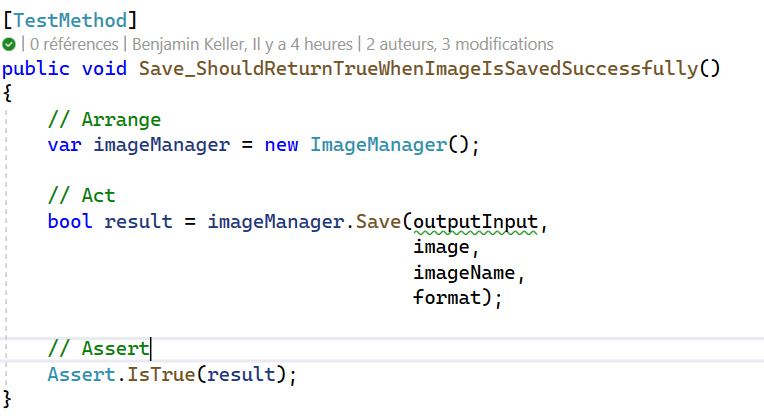 [TestMethod]
| 0 références | Benjamin Keller, Il y a 4 heures | 2 auteurs, 3 modifications
public void Save_ShouldReturnTrueWhenImageIsSavedSuccessfully()
{
    // Arrange
    var imageManager = new ImageManager();

    // Act
    bool result = imageManager.Save(outputInput,
                                    image,
                                    imageName,
                                    format);

    // Assert
    Assert.IsTrue(result);
}